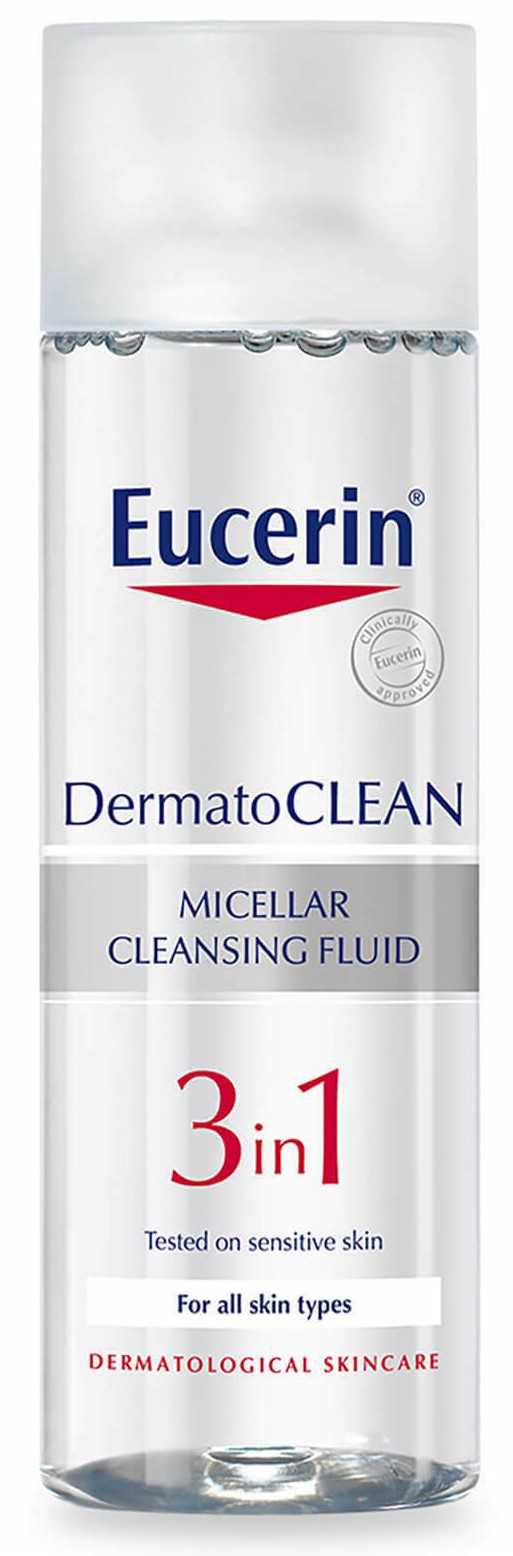 Eucerin®
Clinically
Eucerin
approved
DermatoCLEAN
MICELLAR
CLEANSING FLUID
3in1
Tested on sensitive skin
For all skin types
DERMATOLOGICAL SKINCARE